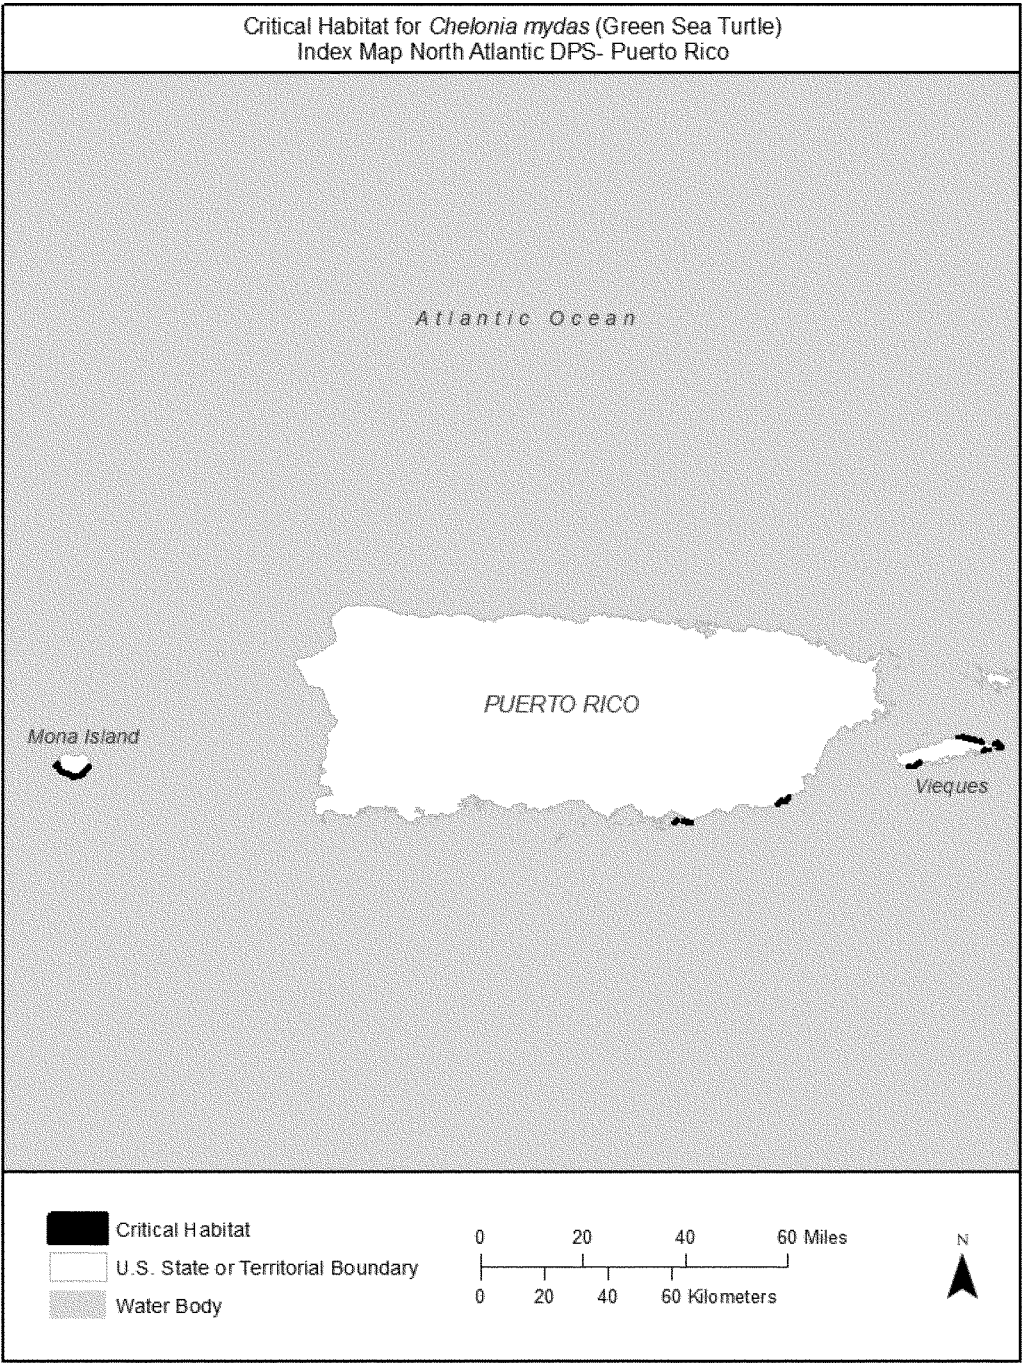 Critical Habitat for Chelonia mydas (Green Sea Turtle)
Index Map North Atlantic DPS- Puerto Rico
Atlantic Ocean
PUERTO RICO
Mona Island
Vieques
Critical Habitat
U.S. State or Territorial Boundary
Water Body
0 20 40 60 Miles
0 20 40 60 Kilometers
N